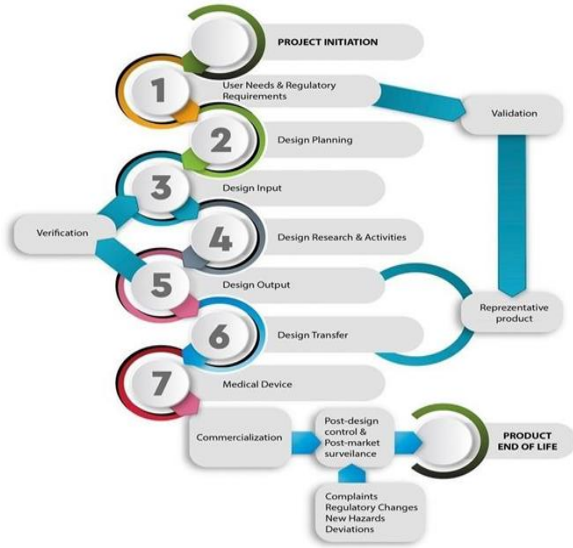 PROJECT INITIATION
1
User Needs & Regulatory
Requirements
Validation
2
Design Planning
3
Design Input
Verification
4
Design Research & Activities
5
Design Output
Reprezentative
product
6
Design Transfer
7
Medical Device
Commercialization
Post-design
control &
Post-market
surveilance
PRODUCT
END OF LIFE
Complaints
Regulatory Changes
New Hazards
Deviations